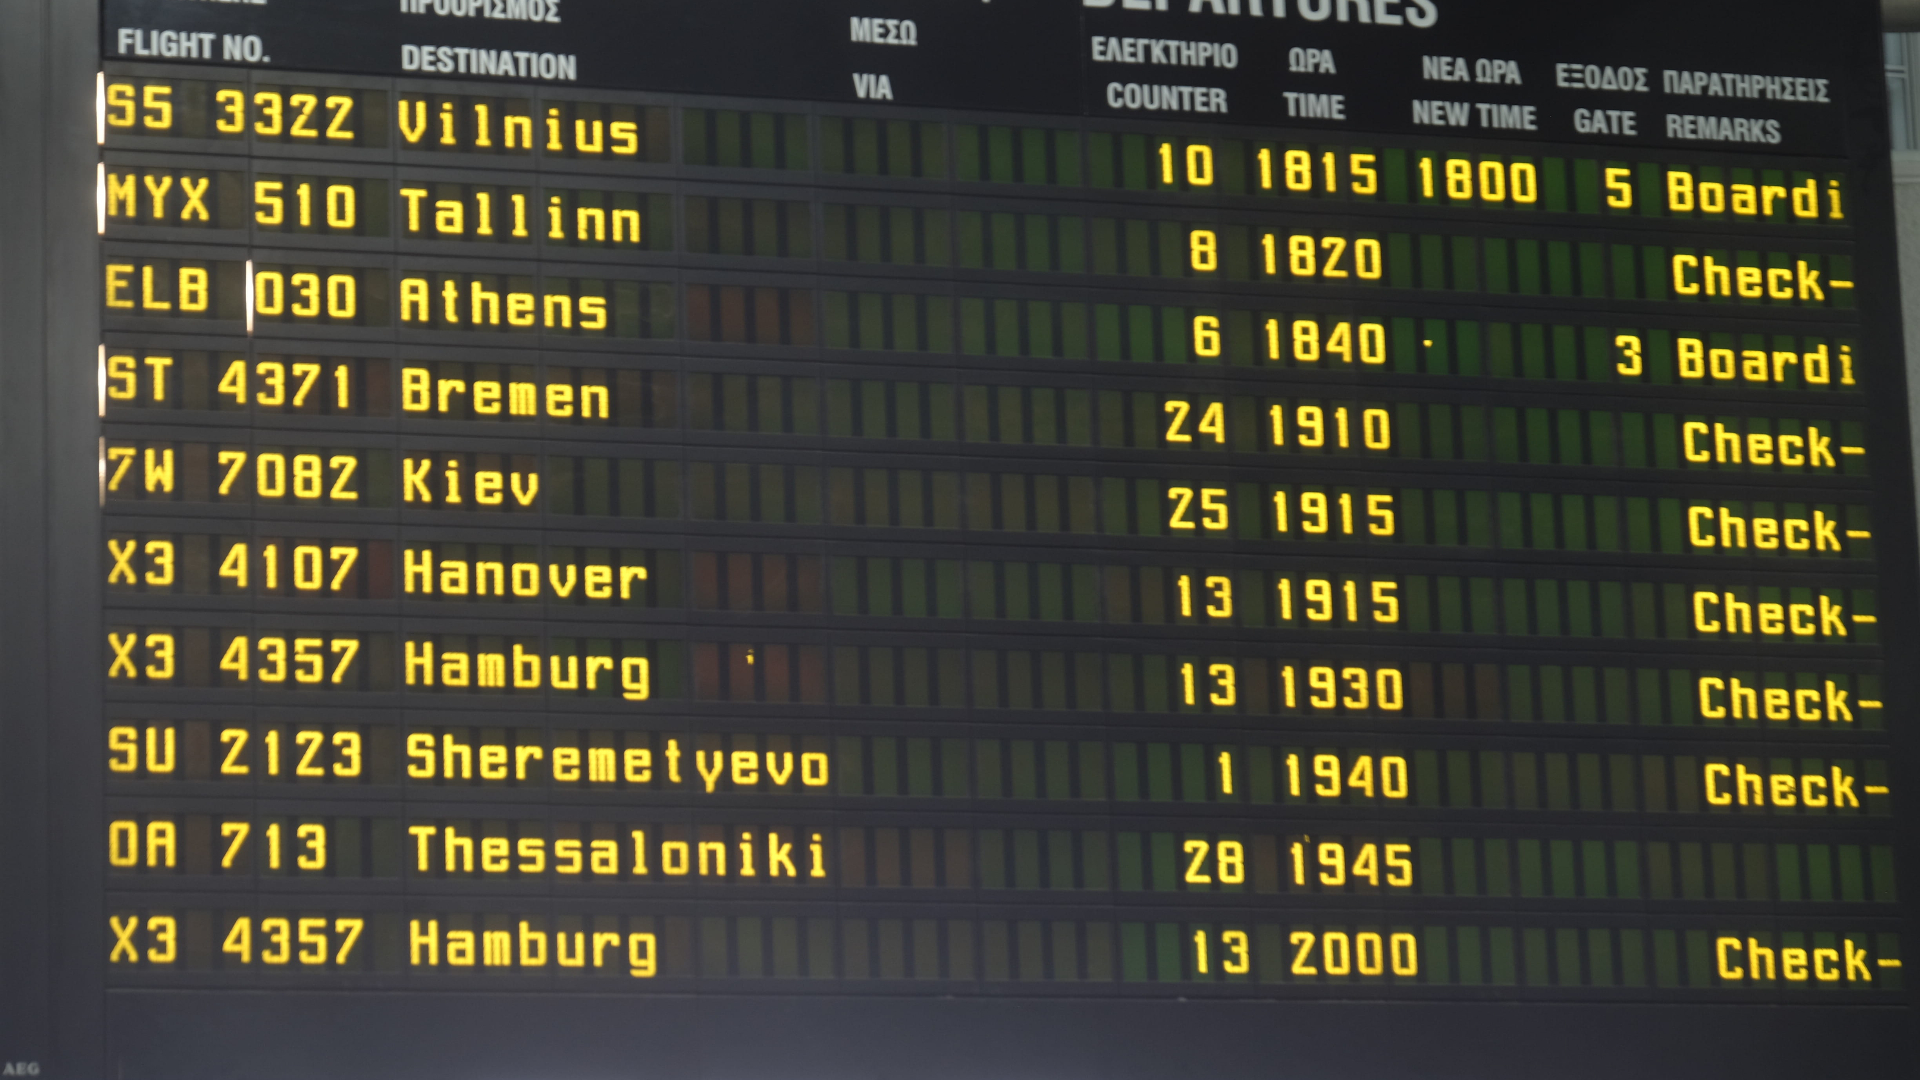 ΠΡΟΟΡΙΣΜΟΣ ΜΕΣΩ DEPARTURES
ΕΛΕΓΚΤΗΡΙΟ ΩΡΑ ΝΕΑ ΩΡΑ ΕΞΟΔΟΣ ΠΑΡΑΤΗΡΗΣΕΙΣ
FLIGHT NO. DESTINATION VIA COUNTER TIME NEW TIME GATE REMARKS
S5 3322 Vilnius 10 1815 1800 5 Boardi
MYX 510 Tallinn 8 1820 Check-
ELB 030 Athens 6 1840 3 Boardi
ST 4371 Bremen 24 1910 Check-
7W 7082 Kiev 25 1915 Check-
X3 4107 Hanover 13 1915 Check-
X3 4357 Hamburg 13 1930 Check-
SU 2123 Sheremetyevo 1 1940 Check-
OA 713 Thessaloniki 28 1945
X3 4357 Hamburg 13 2000 Check-
AEG